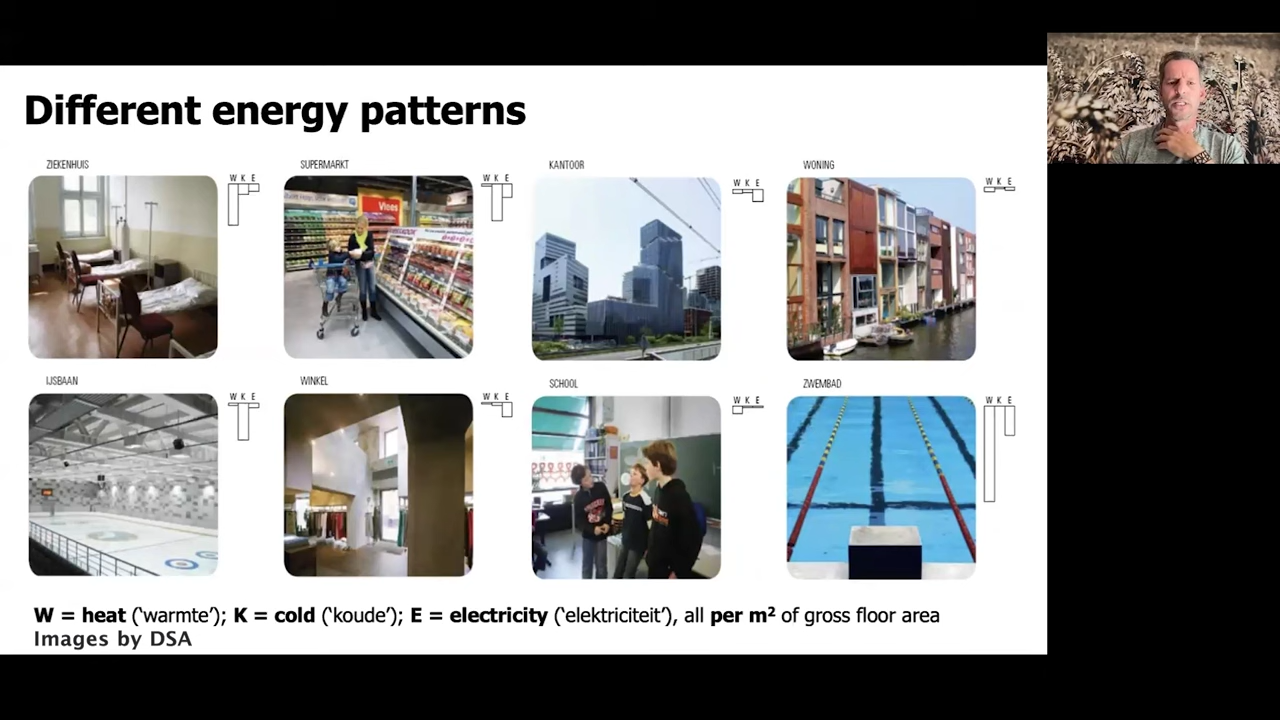 Different energy patterns
ZIEKENHUIS
W K E
SUPERMARKT
W K E
KANTOOR
W K E
WONING
W K E
Vlees
IJSBAAN
W K E
WINKEL
W K E
SCHOOL
W K E
ZWEMBAD
W K E
W = heat (‘warmte’); K = cold (‘koude’); E = electricity (‘elektriciteit’), all per m² of gross floor area
Images by DSA